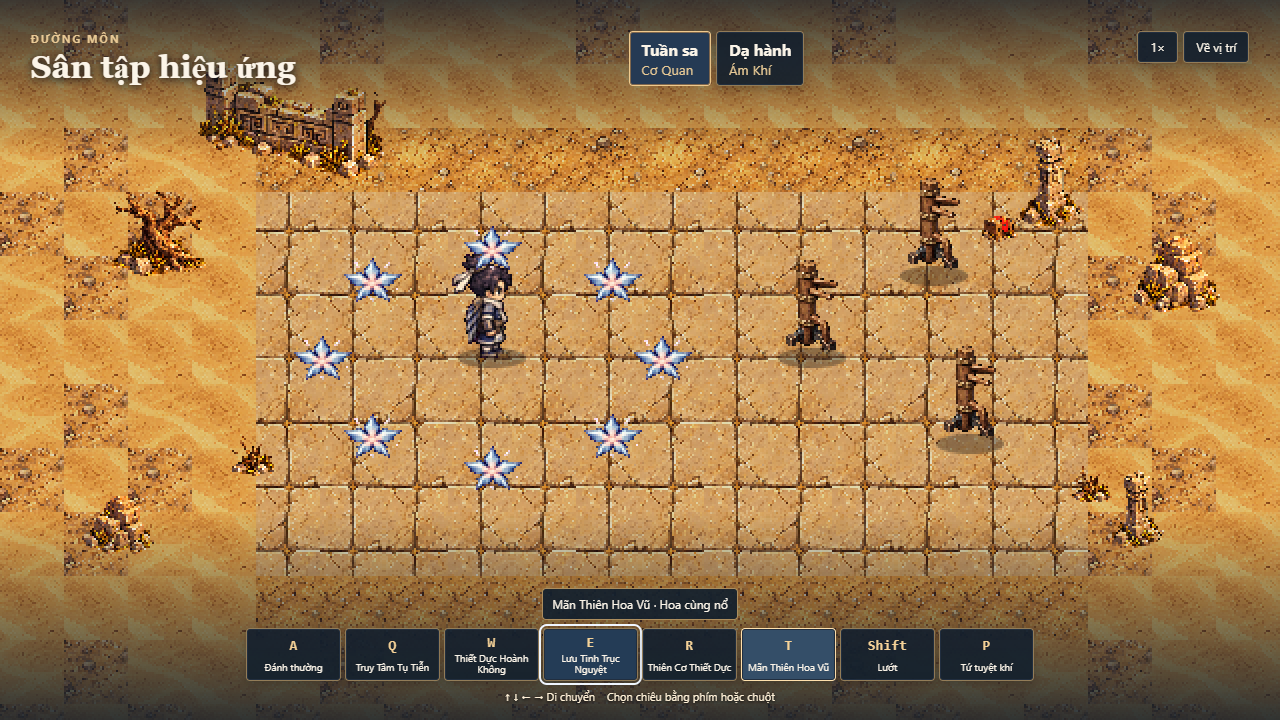 ĐƯỜNG MÔN
Sân tập hiệu ứng
Tuần sa
Cơ Quan
Dạ hành
Ám Khí
1×
Về vị trí
Mãn Thiên Hoa Vũ · Hoa cùng nổ
A
Đánh thường
Q
Truy Tâm Tụ Tiễn
W
Thiết Dực Hoành
Không
E
Lưu Tinh Trục
Nguyệt
R
Thiên Cơ Thiết Dực
T
Mãn Thiên Hoa Vũ
Shift
Lướt
P
Tứ tuyệt khí
↑ ↓ ← → Di chuyển Chọn chiêu bằng phím hoặc chuột